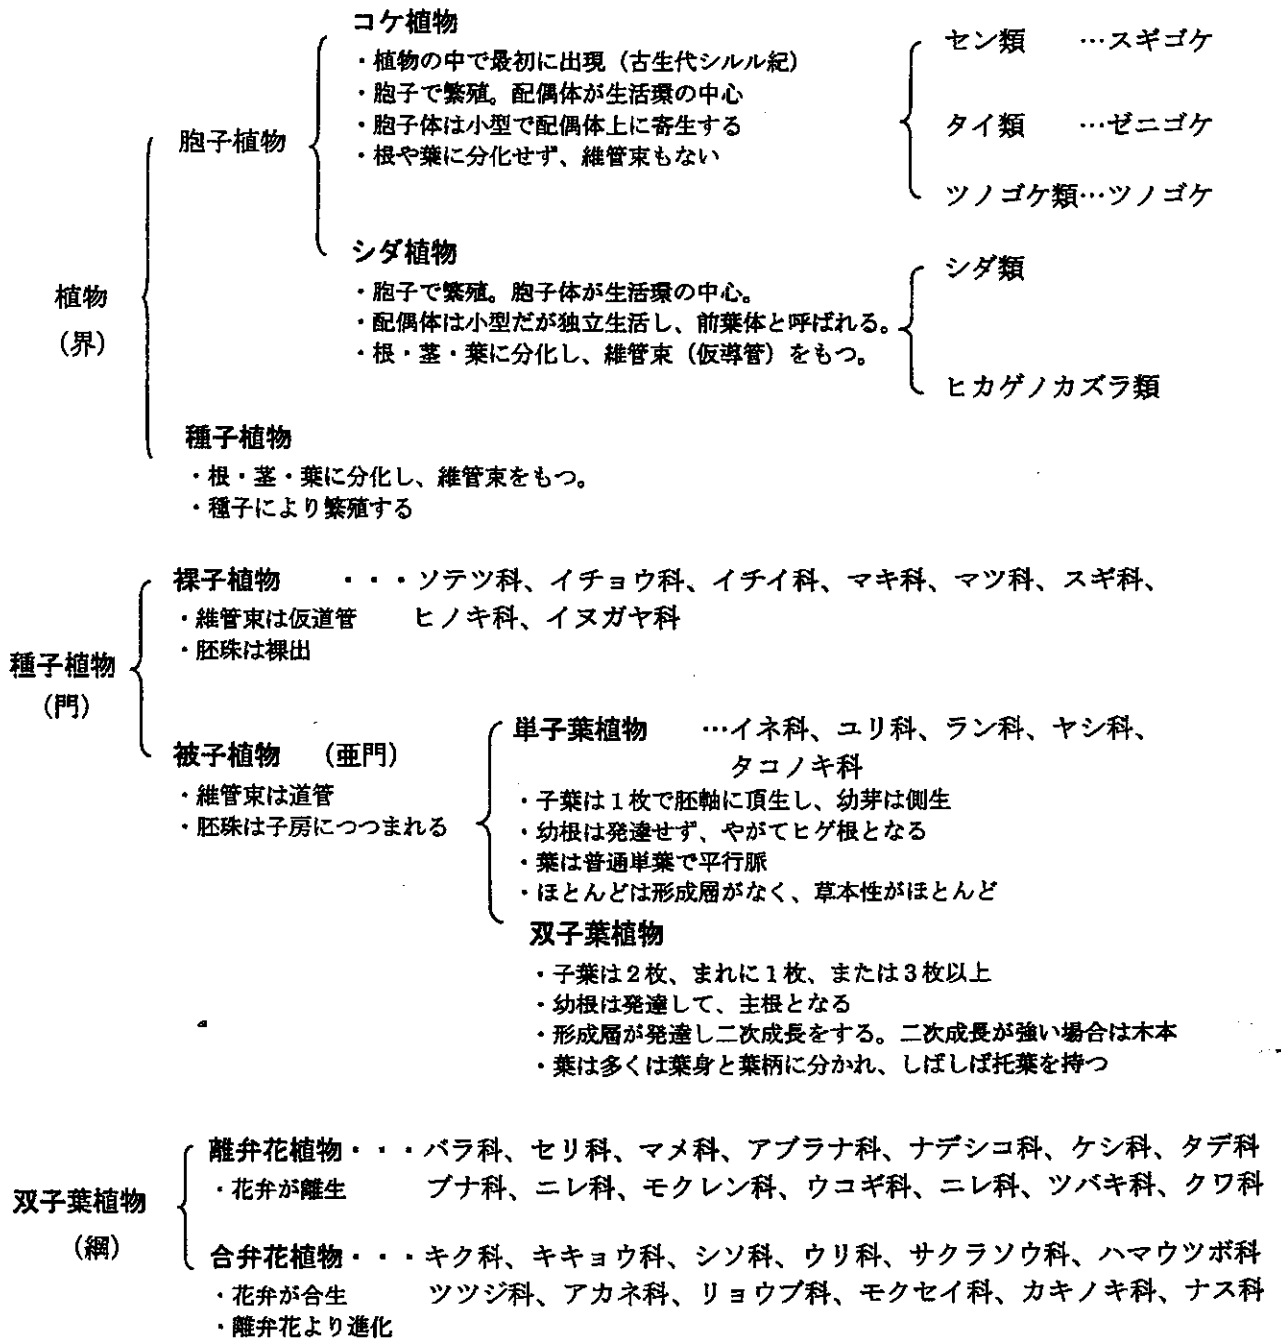 コケ植物
・植物の中で最初に出現（古生代シルル紀）
・胞子で繁殖。配偶体が生活環の中心
・胞子体は小型で配偶体上に寄生する
・根や葉に分化せず、維管束もない
セン類 …スギゴケ
タイ類 …ゼニゴケ
ツノゴケ類…ツノゴケ
胞子植物
シダ植物
・胞子で繁殖。胞子体が生活環の中心。
・配偶体は小型だが独立生活し、前葉体と呼ばれる。
・根・茎・葉に分化し、維管束（仮導管）をもつ。
シダ類
ヒカゲノカズラ類
植物
（界）
種子植物
・根・茎・葉に分化し、維管束をもつ。
・種子により繁殖する
裸子植物 ・・・ソテツ科、イチョウ科、イチイ科、マキ科、マツ科、スギ科、
・維管束は仮道管 ヒノキ科、イヌガヤ科
・胚珠は裸出
種子植物
（門）
被子植物 （亜門）
・維管束は道管
・胚珠は子房につつまれる
単子葉植物 …イネ科、ユリ科、ラン科、ヤシ科、
タコノキ科
・子葉は１枚で胚軸に頂生し、幼芽は側生
・幼根は発達せず、やがてヒゲ根となる
・葉は普通単葉で平行脈
・ほとんどは形成層がなく、草本性がほとんど
双子葉植物
・子葉は２枚、まれに１枚、または３枚以上
・幼根は発達して、主根となる
・形成層が発達し二次成長をする。二次成長が強い場合は木本
・葉は多くは葉身と葉柄に分かれ、しばしば托葉を持つ
離弁花植物・・・バラ科、セリ科、マメ科、アブラナ科、ナデシコ科、ケシ科、タデ科
・花弁が離生 ブナ科、ニレ科、モクレン科、ウコギ科、ニレ科、ツバキ科、クワ科
双子葉植物
（綱）
合弁花植物・・・キク科、キキョウ科、シソ科、ウリ科、サクラソウ科、ハマウツボ科
・花弁が合生 ツツジ科、アカネ科、リョウブ科、モクセイ科、カキノキ科、ナス科
・離弁花より進化